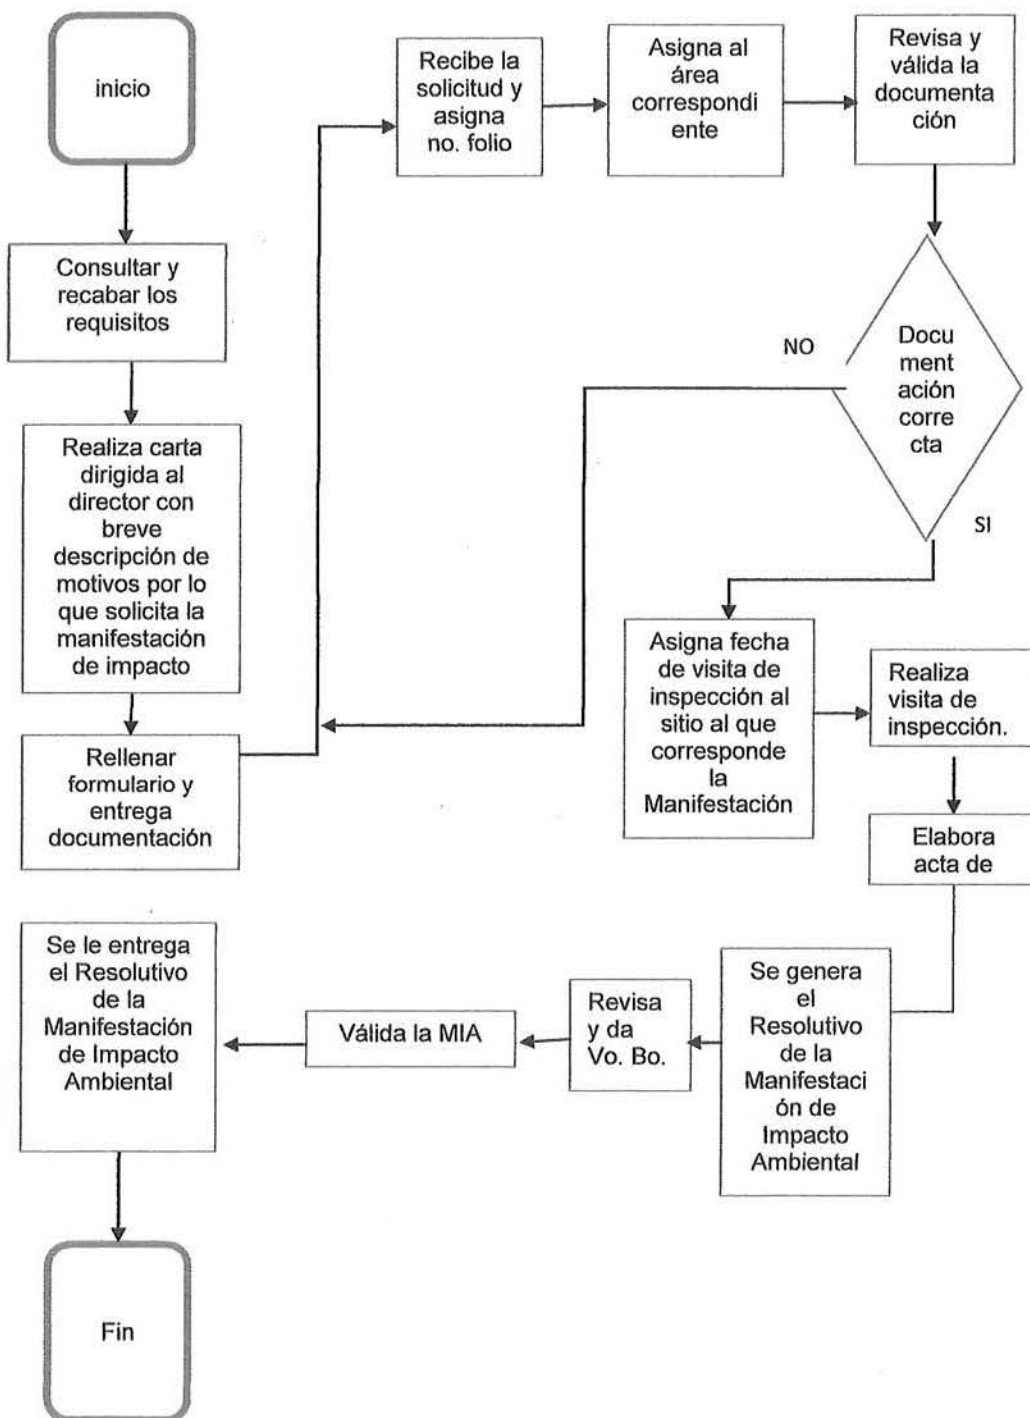 inicio
Consultar y
recabar los
requisitos
Realiza carta
dirigida al
director con
breve
descripción de
motivos por lo
que solicita la
manifestación
de impacto
Rellenar
formulario y
entrega
documentación
Recibe la
solicitud y
asigna
no. folio
Asigna al
área
correspondi
ente
Revisa y
válida la
documenta
ción
Docu
ment
ación
corre
cta
NO
SI
Asigna fecha
de visita de
inspección al
sitio al que
corresponde
la
Manifestación
Realiza
visita de
inspección.
Elabora
acta de
Se genera
el
Resolutivo
de la
Manifestaci
ón de
Impacto
Ambiental
Revisa
y da
Vo. Bo.
Válida la MIA
Se le entrega
el Resolutivo
de la
Manifestación
de Impacto
Ambiental
Fin